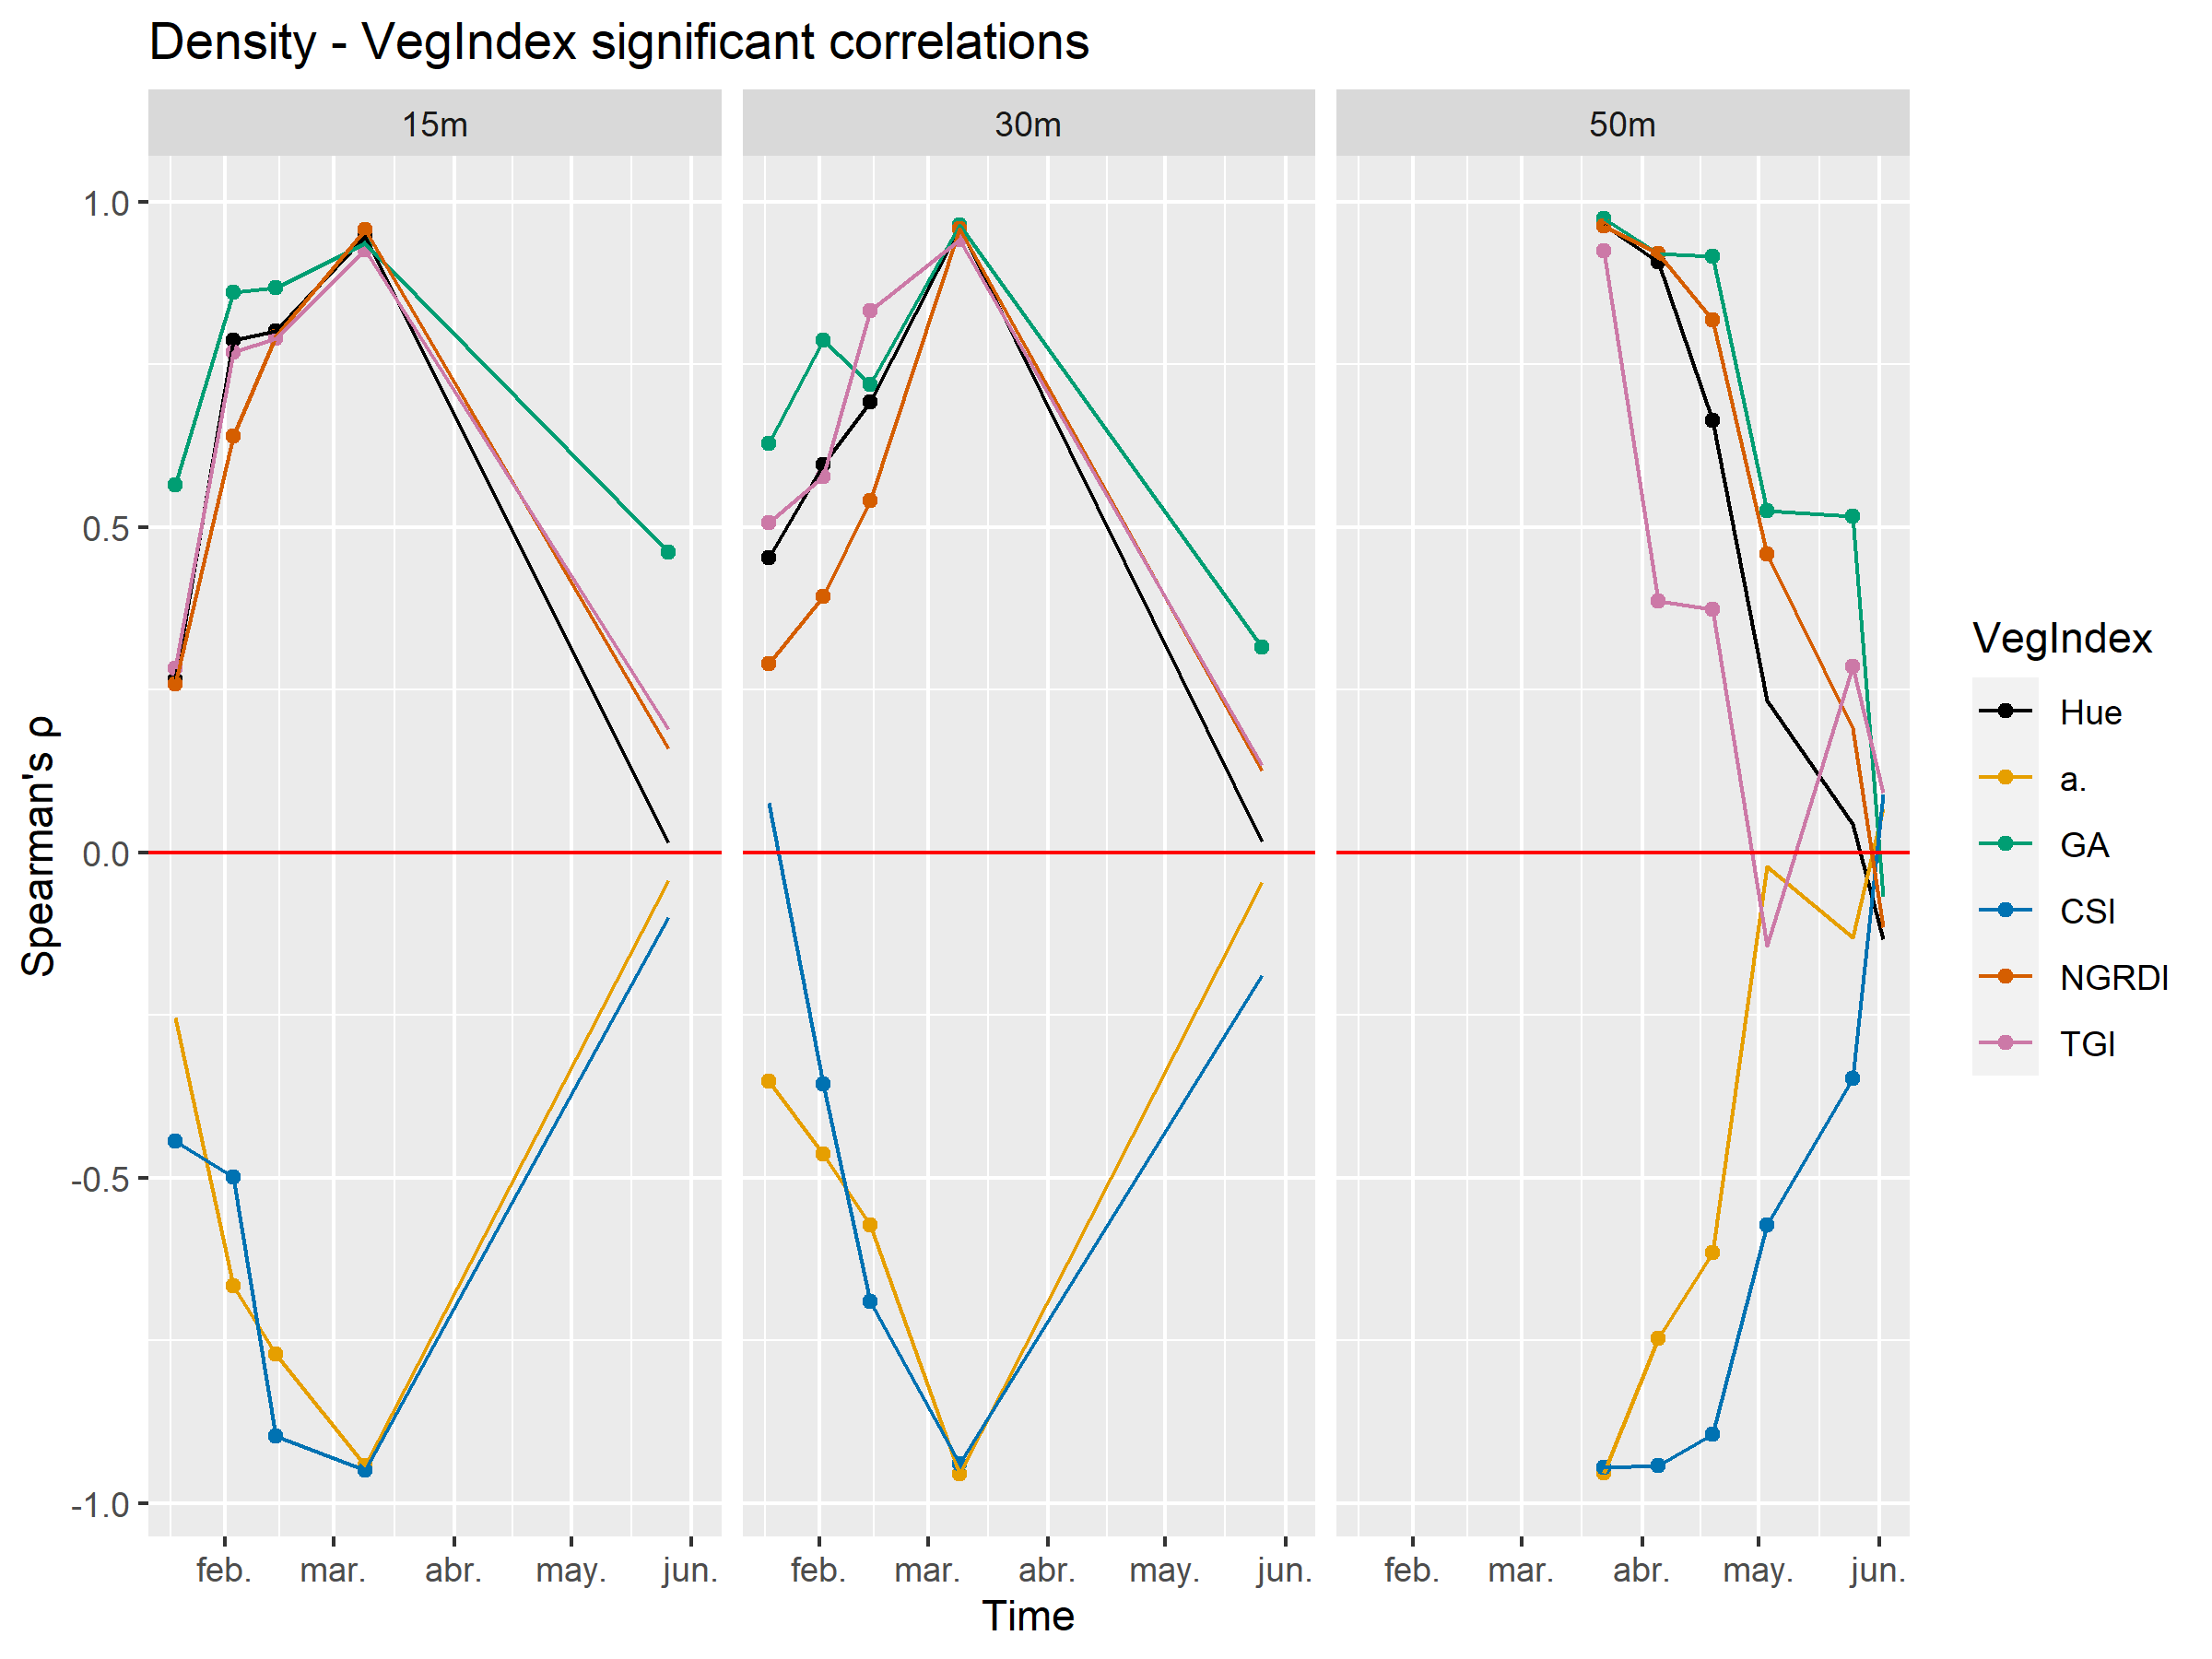 Density - VegIndex significant correlations
15m 30m 50m
1.0
0.5
0.0
-0.5
-1.0
Spearman's ρ
feb. mar. abr. may. jun. feb. mar. abr. may. jun. feb. mar. abr. may. jun.
Time
VegIndex
Hue
a.
GA
CSI
NGRDI
TGI